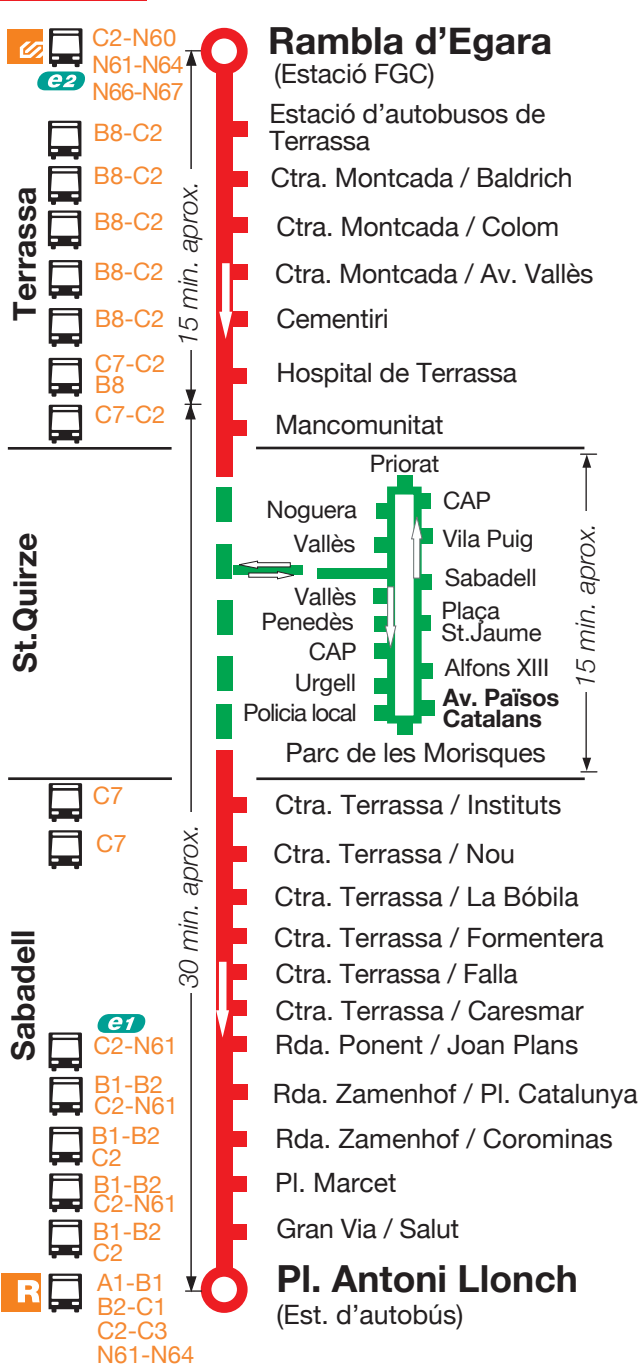 C2-N60
N61-N64
N66-N67
e2
Rambla d’Egara
(Estació FGC)
B8-C2
Estació d’autobusos de
Terrassa
B8-C2
Ctra. Montcada / Baldrich
B8-C2
Ctra. Montcada / Colom
B8-C2
Ctra. Montcada / Av. Vallès
B8-C2
Cementiri
C7-C2
B8
Hospital de Terrassa
C7-C2
Mancomunitat
Terrassa
15 min. aprox.
St.Quirze
Priorat
Noguera
CAP
Vallès
Vila Puig
Sabadell
Vallès
Penedès
Plaça
St.Jaume
CAP
Alfons XIII
Urgell
Av. Països
Catalans
Policia local
Parc de les Morisques
15 min. aprox.
C7
Ctra. Terrassa / Instituts
C7
Ctra. Terrassa / Nou
Ctra. Terrassa / La Bóbila
Ctra. Terrassa / Formentera
Ctra. Terrassa / Falla
Ctra. Terrassa / Caresmar
30 min. aprox.
Sabadell
e1
C2-N61
Rda. Ponent / Joan Plans
B1-B2
C2-N61
Rda. Zamenhof / Pl. Catalunya
B1-B2
C2
Rda. Zamenhof / Corominas
B1-B2
C2-N61
Pl. Marcet
B1-B2
C2
Gran Via / Salut
R
A1-B1
B2-C1
C2-C3
N61-N64
Pl. Antoni Llonch
(Est. d’autobús)